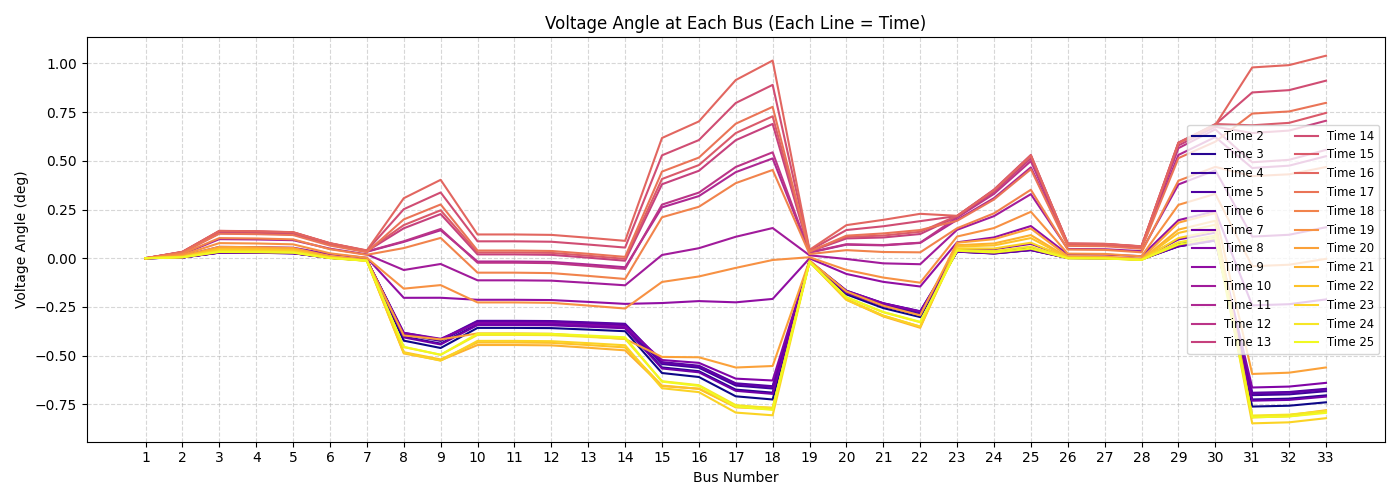 Voltage Angle at Each Bus (Each Line = Time)
Voltage Angle (deg)
1.00
0.75
0.50
0.25
0.00
−0.25
−0.50
−0.75
Time 2
Time 3
Time 4
Time 5
Time 6
Time 7
Time 8
Time 9
Time 10
Time 11
Time 12
Time 13
Time 14
Time 15
Time 16
Time 17
Time 18
Time 19
Time 20
Time 21
Time 22
Time 23
Time 24
Time 25
1 2 3 4 5 6 7 8 9 10 11 12 13 14 15 16 17 18 19 20 21 22 23 24 25 26 27 28 29 30 31 32 33
Bus Number